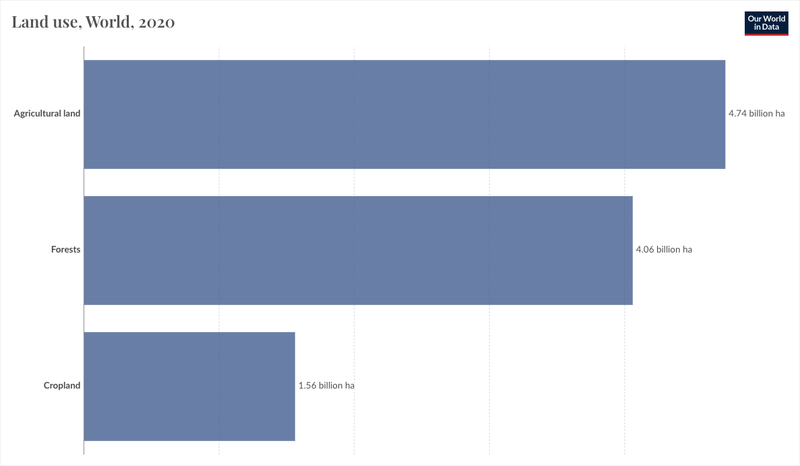 Land use, World, 2020
Our World
in Data
Agricultural land
4.74 billion ha
Forests
4.06 billion ha
Cropland
1.56 billion ha